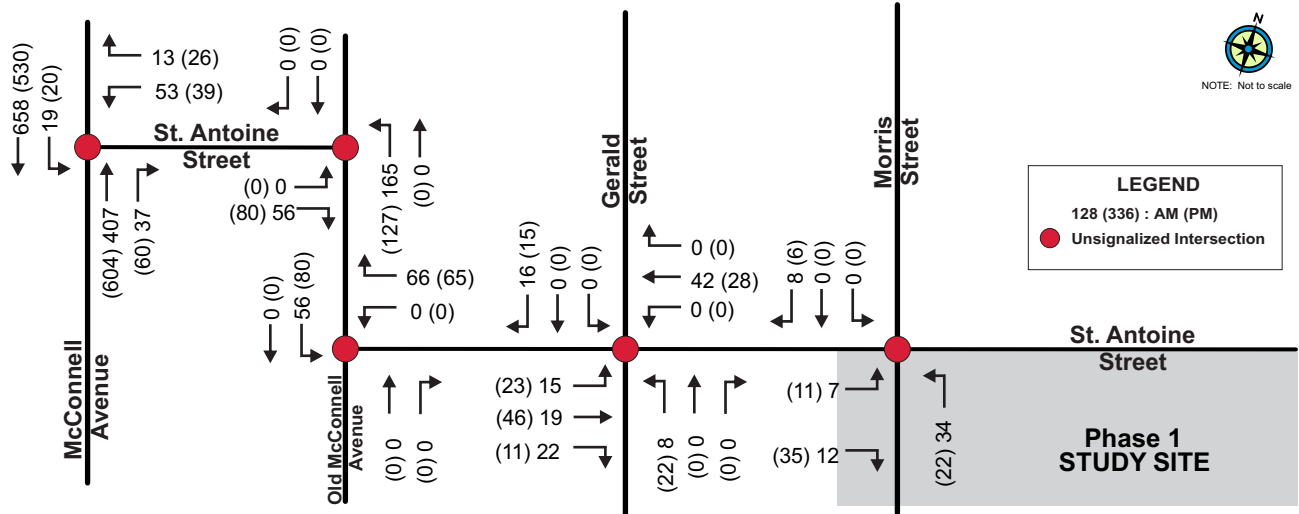 N
NOTE: Not to scale
658 (530)
19 (20)
13 (26)
53 (39)
0 (0)
0 (0)
St. Antoine
Street
(0) 0
(80) 56
(604) 407
(60) 37
(127) 165
(0) 0
McConnell
Avenue
0 (0)
56 (80)
66 (65)
0 (0)
Old McConnell
Avenue
(0) 0
(0) 0
Gerald
Street
16 (15)
0 (0)
0 (0)
0 (0)
42 (28)
0 (0)
(23) 15
(46) 19
(11) 22
(22) 8
(0) 0
(0) 0
Morris
Street
8 (6)
0 (0)
0 (0)
(11) 7
(35) 12
(22) 34
LEGEND
128 (336) : AM (PM)
Unsignalized Intersection
St. Antoine
Street
Phase 1
STUDY SITE